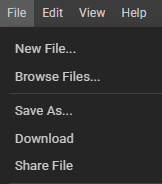 File Edit View Help
New File...
Browse Files...
Save As...
Download
Share File